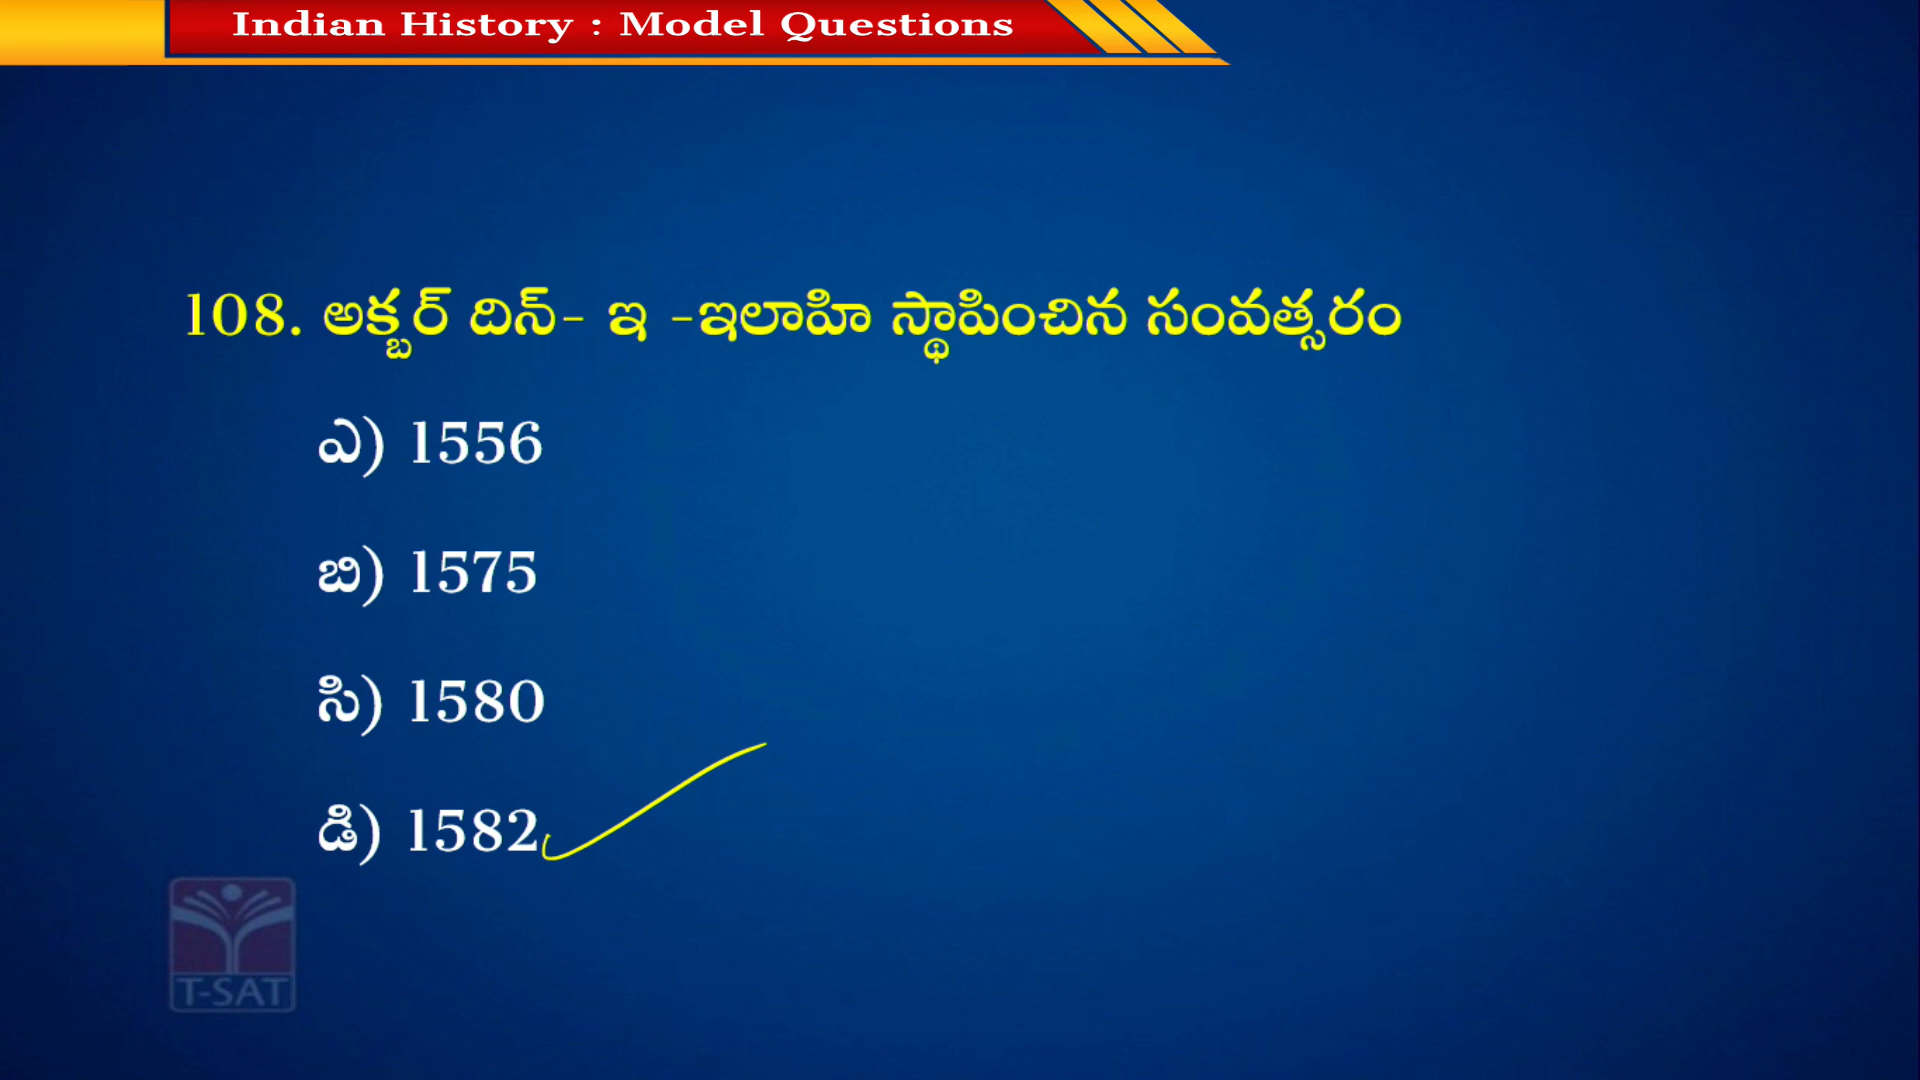 Indian History : Model Questions
108. అక్బర్ దిన్- ఇ -ఇలాహి స్థాపించిన సంవత్సరం
ఎ) 1556
బి) 1575
సి) 1580
డి) 1582
T-SAT